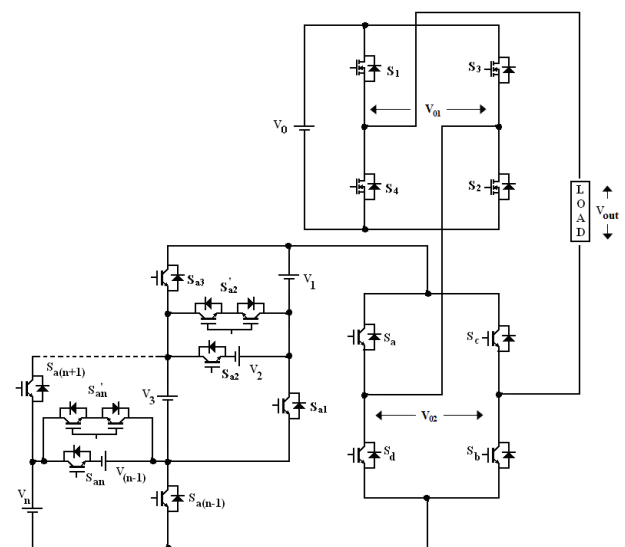 S1
S3
V01
V0
S4
S2
LOAD
Vout
Sa3
S'a2
V1
Sa
Sc
Sa(n+1)
Sa2
V2
S'an
V3
Sa1
V02
Sd
Sb
Vn
San
V(n-1)
Sa(n-1)